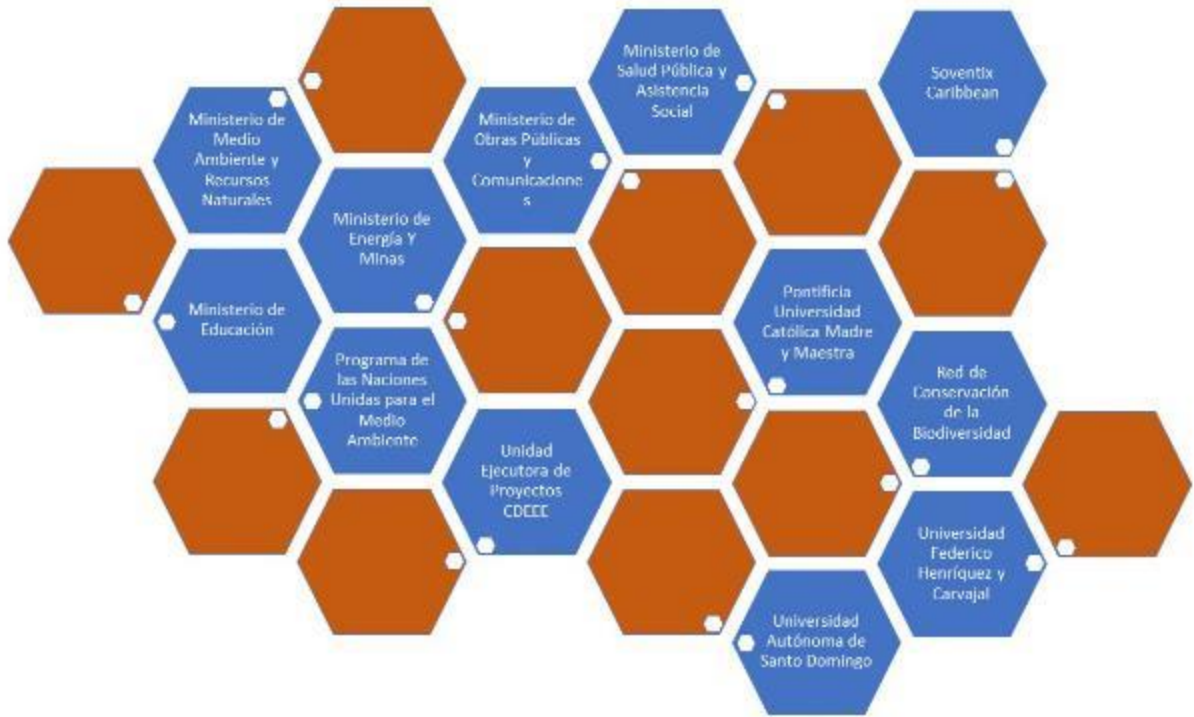 Ministerio de
Salud Pública y
Asistencia
Social
Soventix
Caribbean
Ministerio de
Medio
Ambiente y
Recursos
Naturales
Ministerio de
Obras Públicas
y
Comunicacione
s
Ministerio de
Energía Y
Minas
Ministerio de
Educación
Pontificia
Universidad
Católica Madre
y Maestra
Programa de
las Naciones
Unidas para el
Medio
Ambiente
Red de
Conservación
de la
Biodiversidad
Unidad
Ejecutora de
Proyectos
CDEEE
Universidad
Federico
Henríquez y
Carvajal
Universidad
Autónoma de
Santo Domingo